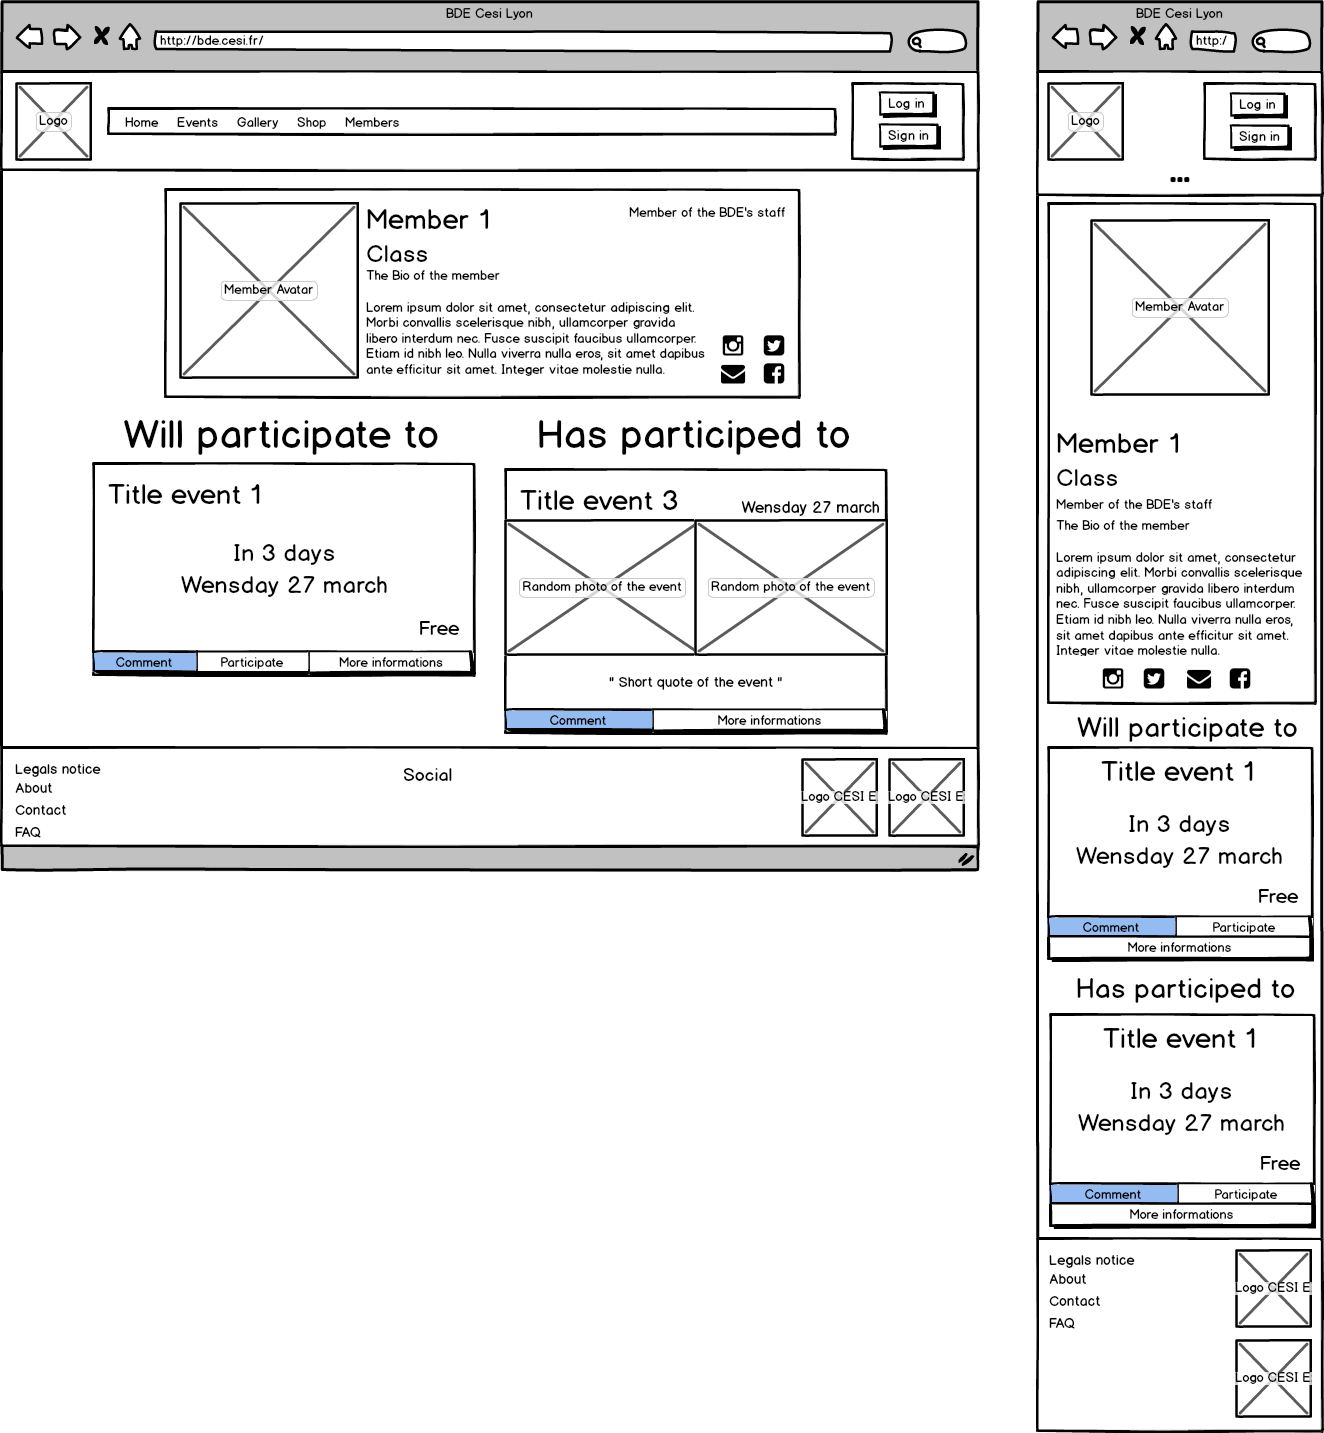 BDE Cesi Lyon
http://bde.cesi.fr/
Logo
Home Events Gallery Shop Members
Log in
Sign in
Member Avatar
Member 1
Member of the BDE's staff
Class
The Bio of the member
Lorem ipsum dolor sit amet, consectetur adipiscing elit.
Morbi convallis scelerisque nibh, ullamcorper gravida
libero interdum nec. Fusce suscipit faucibus ullamcorper.
Etiam id nibh leo. Nulla viverra nulla eros, sit amet dapibus
ante efficitur sit amet. Integer vitae molestie nulla.
Will participate to
Title event 1
In 3 days
Wensday 27 march
Free
Comment Participate More informations
Has participed to
Title event 3
Wensday 27 march
Random photo of the event Random photo of the event
" Short quote of the event "
Comment More informations
Legals notice
About
Contact
FAQ
Social
Logo CESI E Logo CESI E
BDE Cesi Lyon
http:/
Logo
Log in
Sign in
Member Avatar
Member 1
Class
Member of the BDE's staff
The Bio of the member
Lorem ipsum dolor sit amet, consectetur
adipiscing elit. Morbi convallis scelerisque
nibh, ullamcorper gravida libero interdum
nec. Fusce suscipit faucibus ullamcorper.
Etiam id nibh leo. Nulla viverra nulla eros,
sit amet dapibus ante efficitur sit amet.
Integer vitae molestie nulla.
Will participate to
Title event 1
In 3 days
Wensday 27 march
Free
Comment Participate
More informations
Has participed to
Title event 1
In 3 days
Wensday 27 march
Free
Comment Participate
More informations
Legals notice
About
Contact
FAQ
Logo CESI E
Logo CESI E